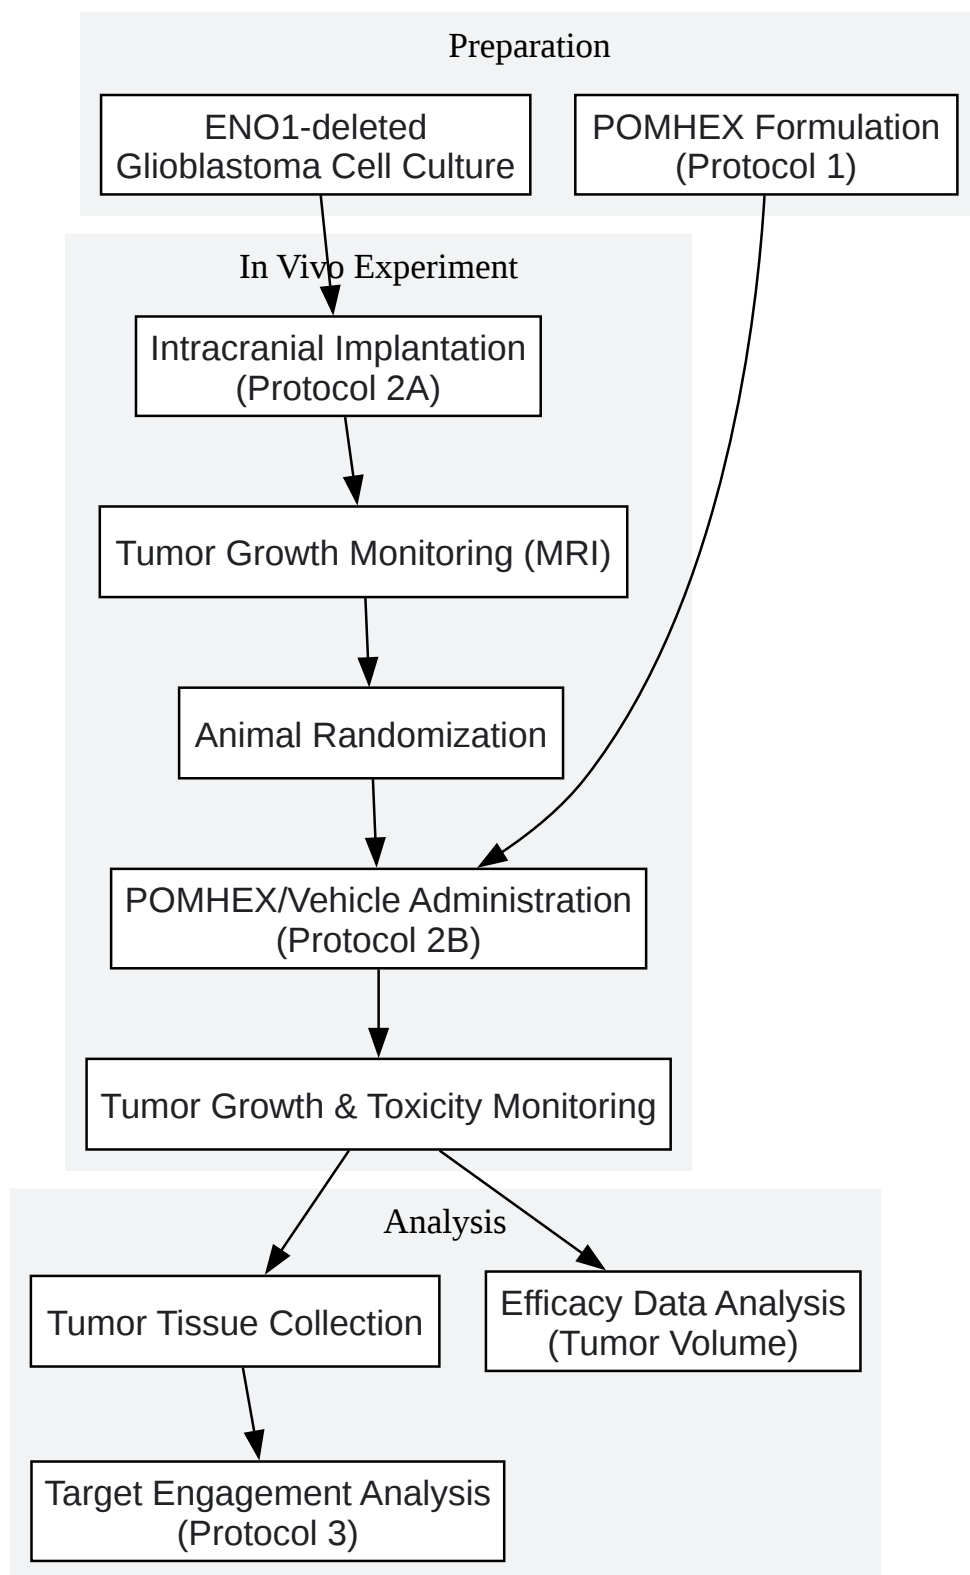 Preparation
ENO1-deleted
Glioblastoma Cell Culture
POMHEX Formulation
(Protocol 1)
In Vivo Experiment
Intracranial Implantation
(Protocol 2A)
Tumor Growth Monitoring (MRI)
Animal Randomization
POMHEX/Vehicle Administration
(Protocol 2B)
Tumor Growth & Toxicity Monitoring
Analysis
Tumor Tissue Collection
Efficacy Data Analysis
(Tumor Volume)
Target Engagement Analysis
(Protocol 3)